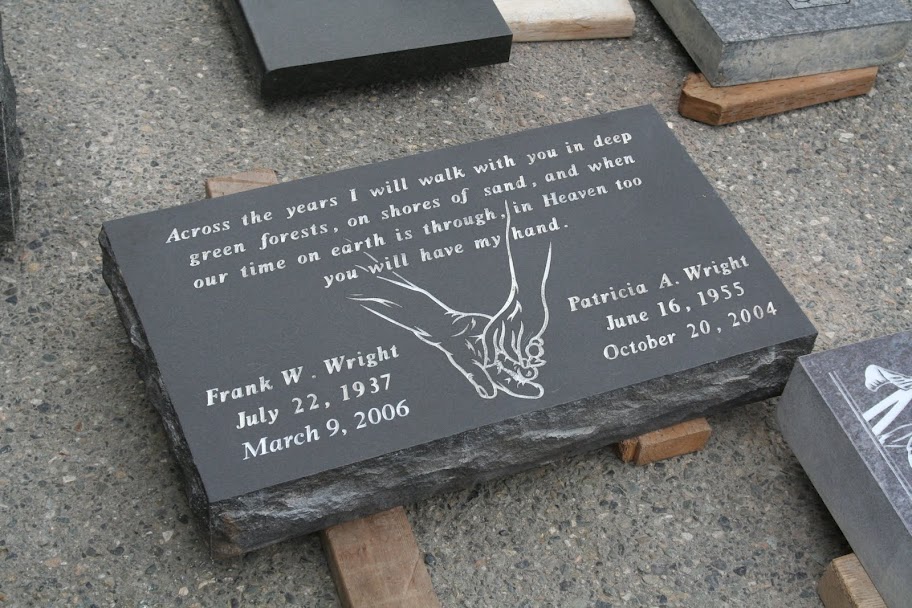 Across the years I will walk with you in deep
green forests, on shores of sand, and when
our time on earth is through, in Heaven too
you will have my hand.
Frank W. Wright
July 22, 1937
March 9, 2006
Patricia A. Wright
June 16, 1955
October 20, 2004